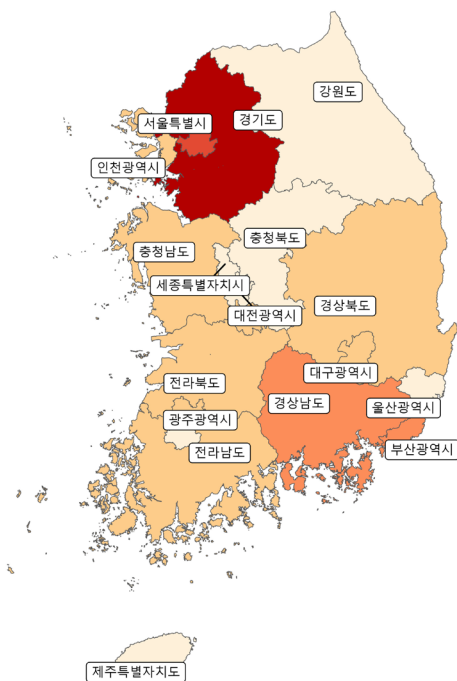 강원도
서울특별시
경기도
인천광역시
충청북도
충청남도
세종특별자치시
경상북도
대전광역시
대구광역시
전라북도
경상남도
울산광역시
광주광역시
부산광역시
전라남도
제주특별자치도